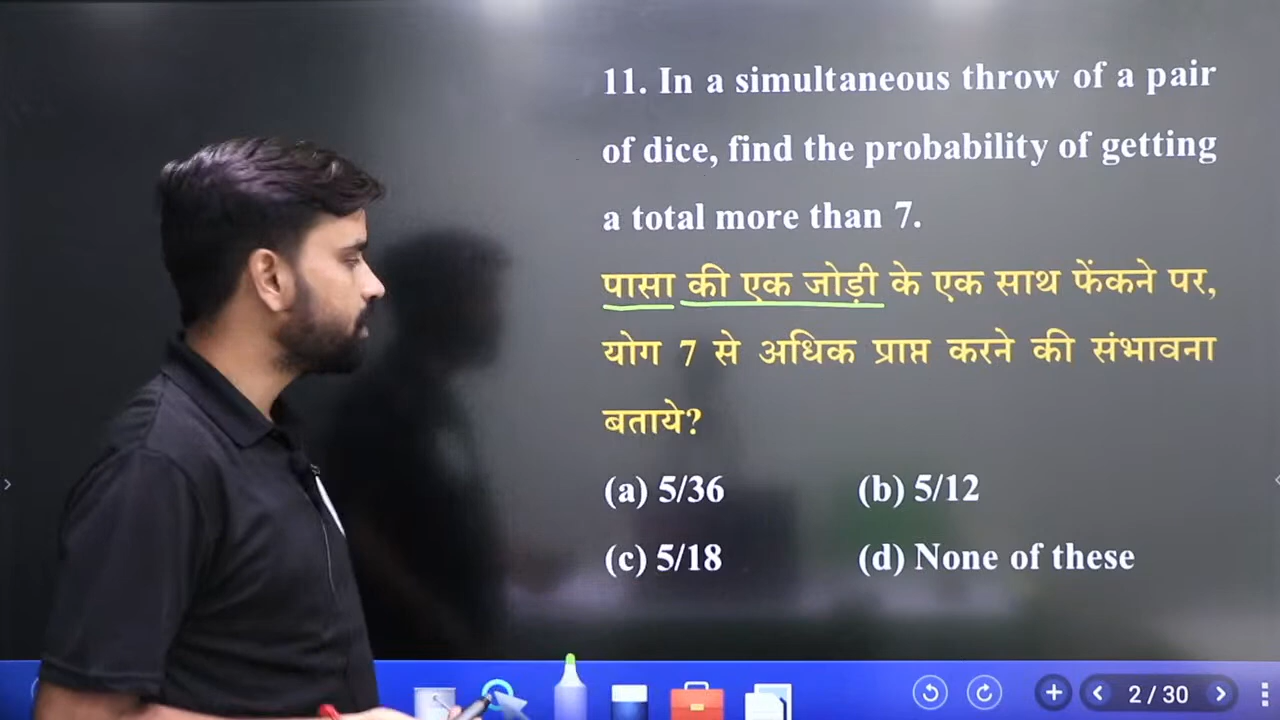 11. In a simultaneous throw of a pair
of dice, find the probability of getting
a total more than 7.
पासा की एक जोड़ी के एक साथ फेंकने पर,
योग 7 से अधिक प्राप्त करने की संभावना
बताये?
(a) 5/36 (b) 5/12
(c) 5/18 (d) None of these
2 / 30